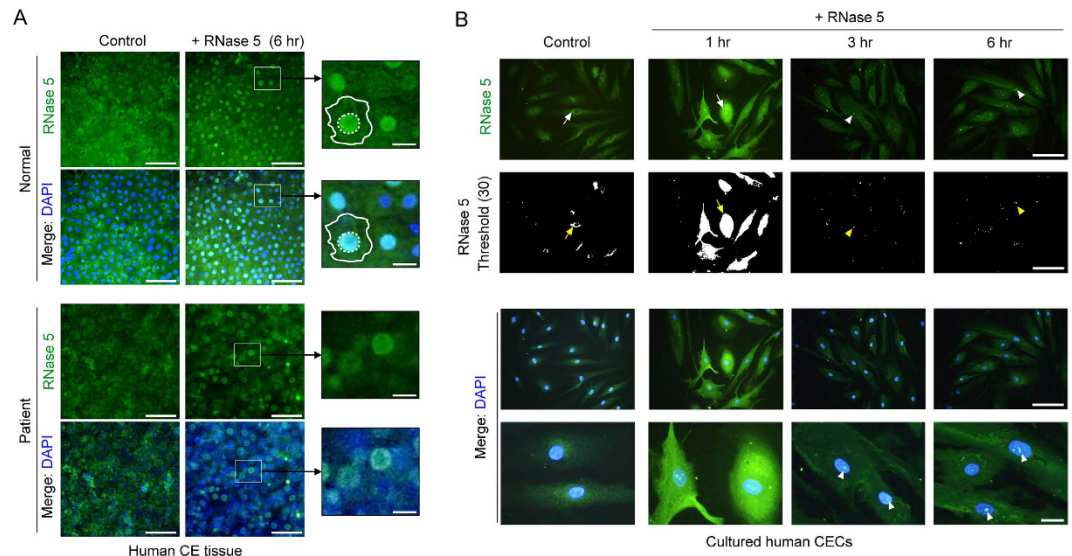 A
Control
+ RNase 5 (6 hr)
Normal
RNase 5
Merge: DAPI
Patient
RNase 5
Merge: DAPI
Human CE tissue
B
+ RNase 5
Control
1 hr
3 hr
6 hr
RNase 5
RNase 5
Threshold (30)
Merge: DAPI
Cultured human CECs